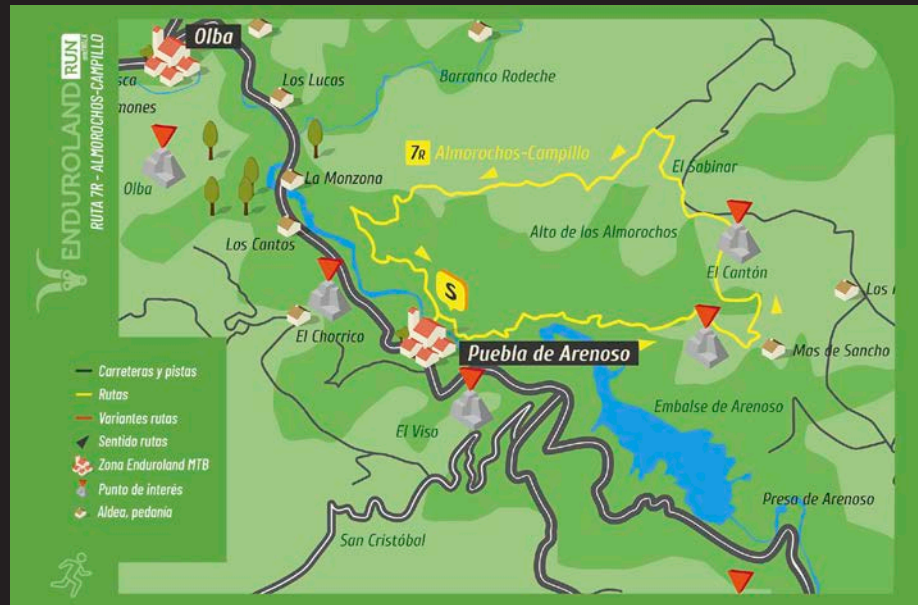 ENDUROLAND RUN
RUTA 7R - ALMOROCHOS-CAMPILLO
Olba
Los Lucas
Barranco Rodeche
mones
Olba
La Monzona
Los Cantos
7R Almorochos-Campillo
El Sabinar
Alto de los Almorochos
El Cantón
Los
S
El Chorrico
Puebla de Arenoso
Mas de Sancho
El Viso
Embalse de Arenoso
Presa de Arenoso
San Cristóbal
Carreteras y pistas
Rutas
Variantes rutas
Sentido rutas
Zona Enduroland MTB
Punto de interés
Aldea, pedanía